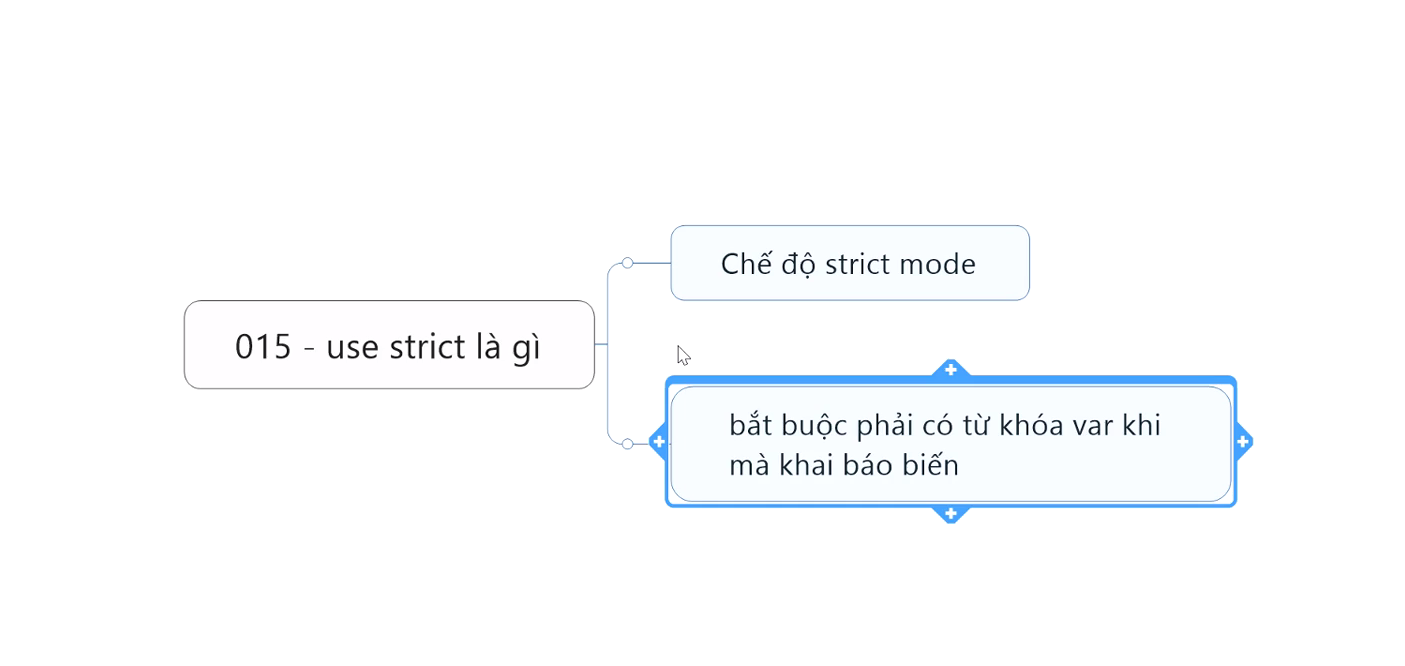 015 - use strict là gì
Chế độ strict mode
bắt buộc phải có từ khóa var khi
mà khai báo biến